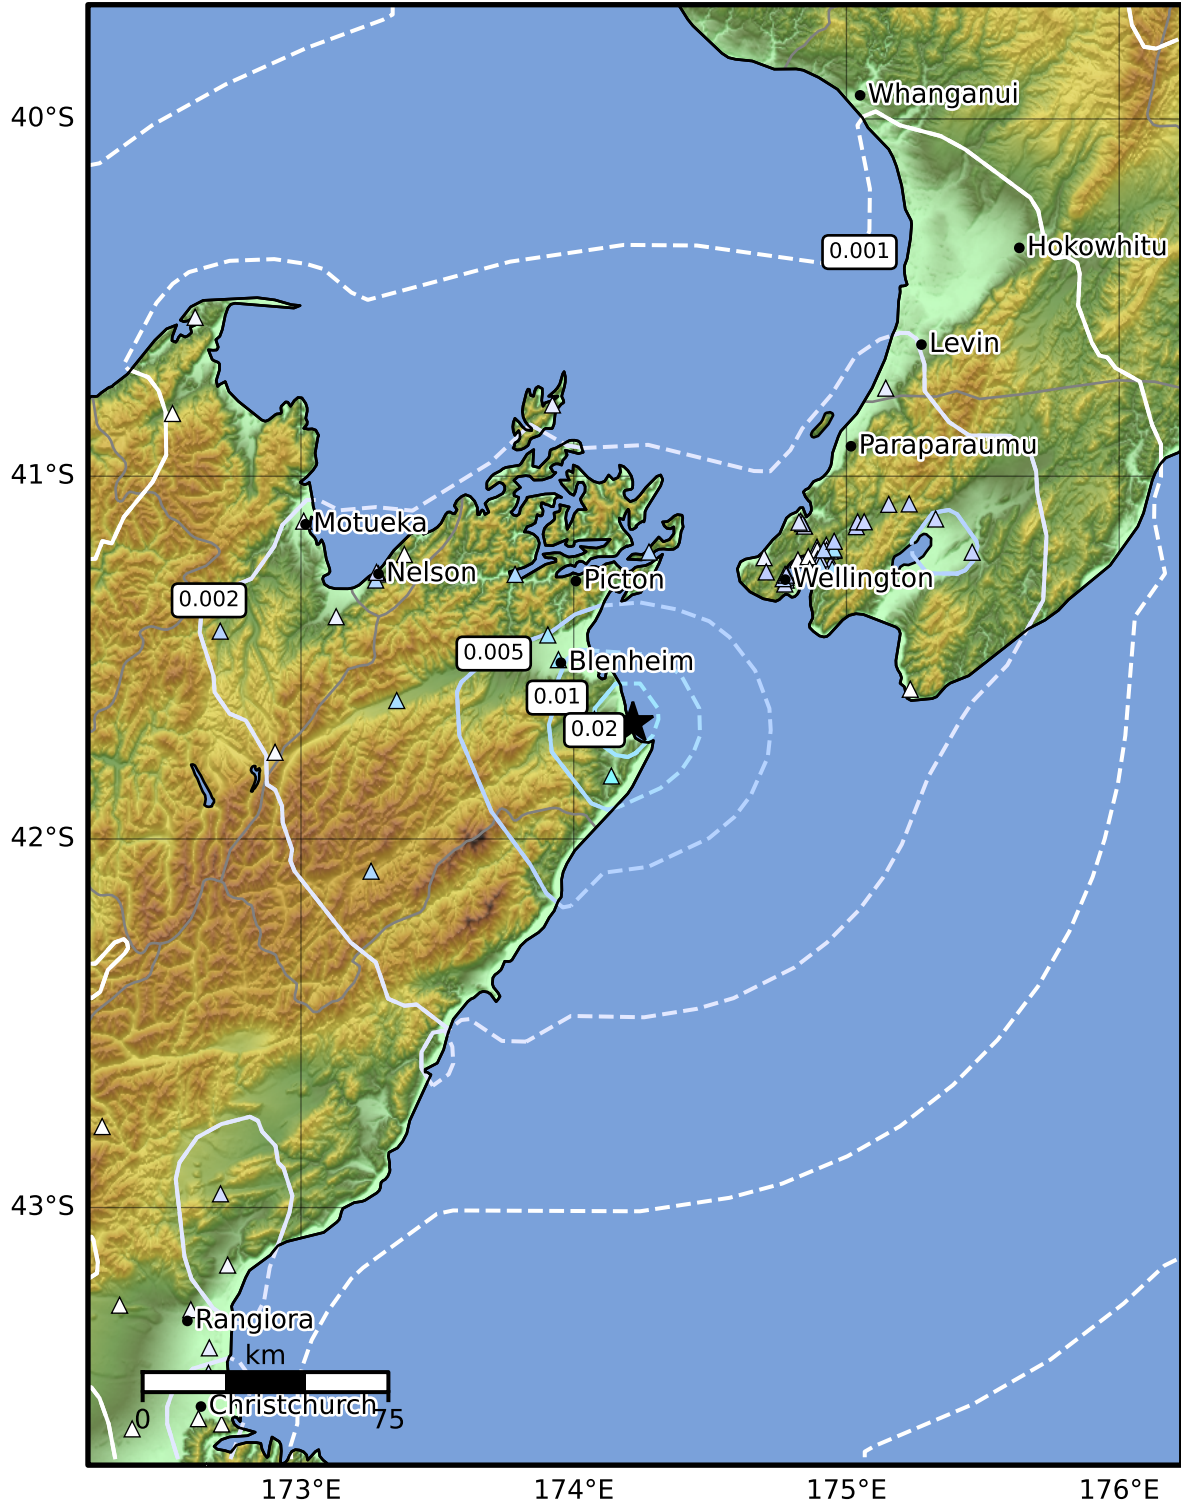 Whanganui
40°S
Hokowhitu
0.001
Levin
Paraparaumu
41°S
Motueka
Nelson
Picton
Wellington
0.002
0.005
Blenheim
0.01
0.02
42°S
43°S
Rangiora
km
Christchurch
0
75
173°E
174°E
175°E
176°E